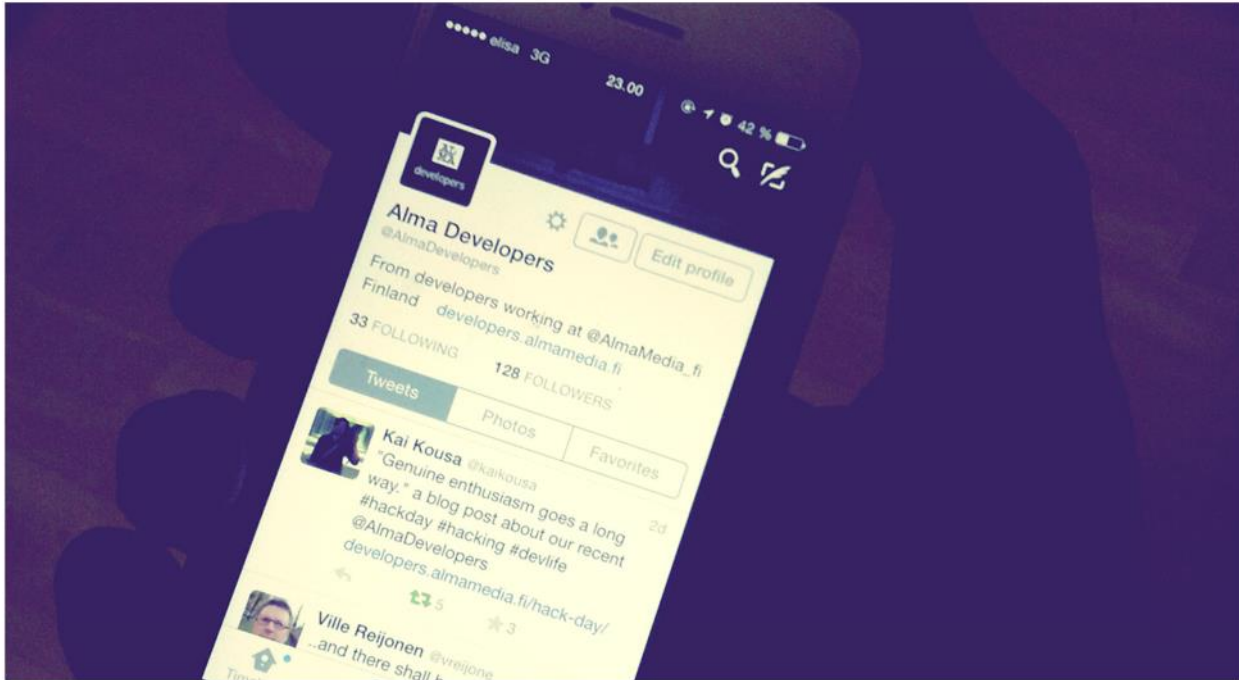 elisa 3G 23.00 42 %
developers
Alma Developers
@AlmaDevelopers
Edit profile
From developers working at @AlmaMedia_fi
Finland developers.almamedia.fi
33 FOLLOWING 128 FOLLOWERS
Tweets Photos Favorites
Kai Kousa @kaikousa 2d
"Genuine enthusiasm goes a long
way." a blog post about our recent
#hackday #hacking #devlife
@AlmaDevelopers
developers.almamedia.fi/hack-day/
5 3
Ville Reijonen @vreijone
..and there shall